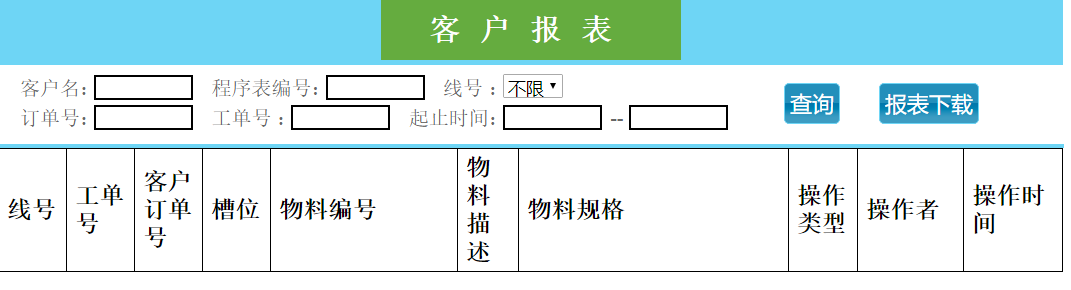 客户报表
客户名: 程序表编号: 线号: 不限
订单号: 工单号: 起止时间: --
查询 报表下载
线号 工单号 客户订单号 槽位 物料编号 物料描述 物料规格 操作类型 操作者 操作时间